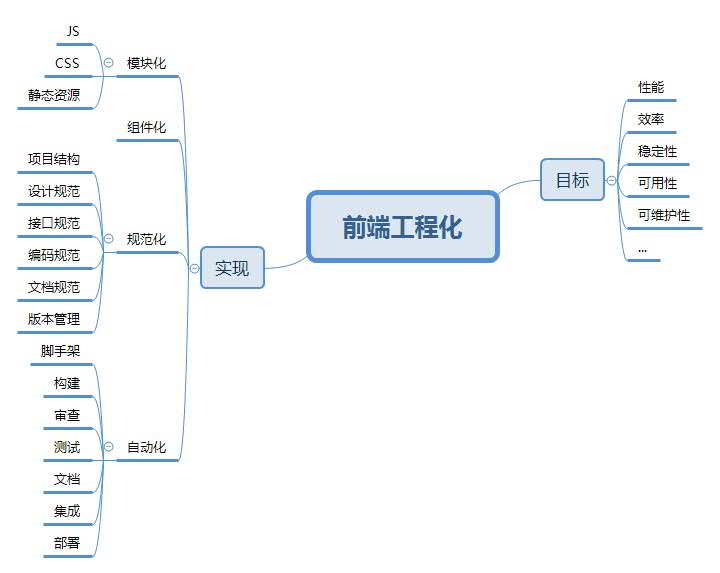 前端工程化
目标
性能
效率
稳定性
可用性
可维护性
...
实现
模块化
JS
CSS
静态资源
组件化
规范化
项目结构
设计规范
接口规范
编码规范
文档规范
版本管理
自动化
脚手架
构建
审查
测试
文档
集成
部署